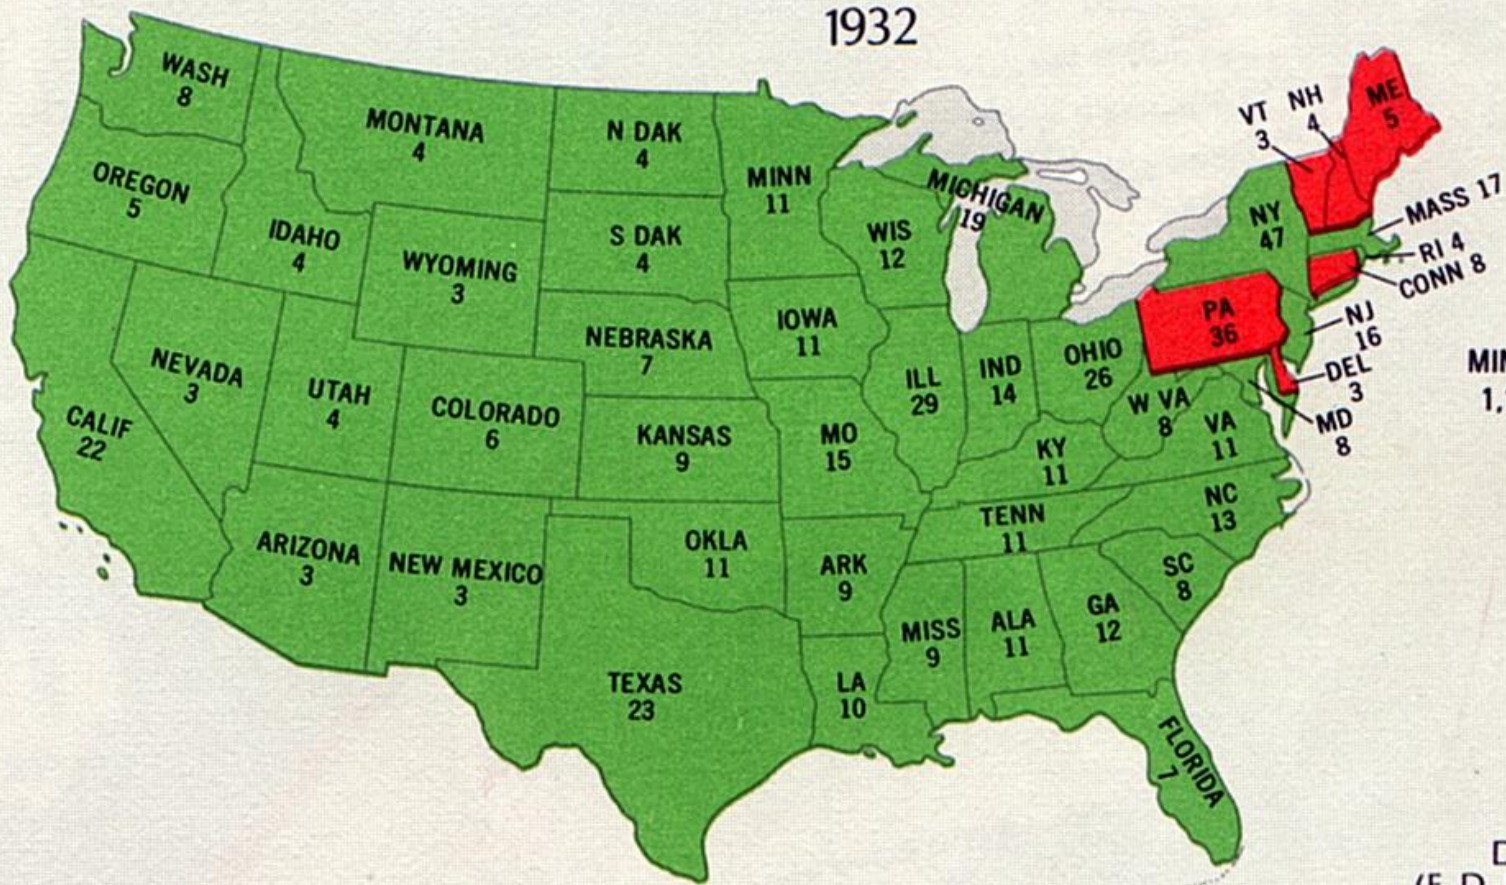 1932
WASH
8
MONTANA
4
N DAK
4
MINN
11
OREGON
5
IDAHO
4
WYOMING
3
S DAK
4
WIS
12
MICHIGAN
19
VT
3
NH
4
ME
5
NY
47
MASS 17
RI 4
CONN 8
NEVADA
3
UTAH
4
COLORADO
6
NEBRASKA
7
IOWA
11
ILL
29
IND
14
OHIO
26
PA
36
NJ
16
DEL
3
MD
8
CALIF
22
KANSAS
9
MO
15
KY
11
W VA
8
VA
11
ARIZONA
3
NEW MEXICO
3
OKLA
11
ARK
9
TENN
11
NC
13
SC
8
TEXAS
23
LA
10
MISS
9
ALA
11
GA
12
FLORIDA
7